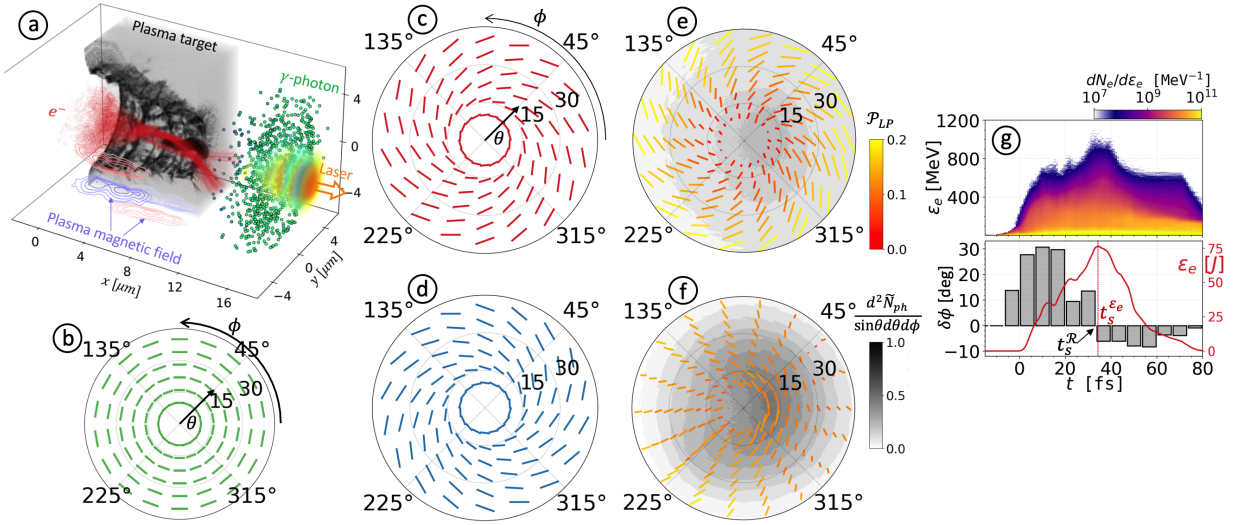 a
Plasma target
γ-photon
e⁻
Laser
Plasma magnetic field
4
0
−4
0
4
8
12
16
x [μm]
−4
0
4
y [μm]
b
ϕ
135°
45°
30
15
θ
225°
315°
c
ϕ
135°
45°
30
15
θ
225°
315°
d
135°
45°
30
15
225°
315°
e
135°
45°
30
15
225°
315°
𝒫_LP
0.2
0.1
0.0
f
135°
45°
30
15
225°
315°
d²Ñ_ph
sinθdθdϕ
1.0
0.5
0.0
dN_e/dε_e [MeV⁻¹]
10⁷ 10⁹ 10¹¹
g
1200
800
400
ε_e [MeV]
30
20
10
0
−10
δϕ [deg]
75
50
25
0
ε_e [J]
t_s^ε_e
t_s^ℛ
0 20 40 60 80
t [fs]